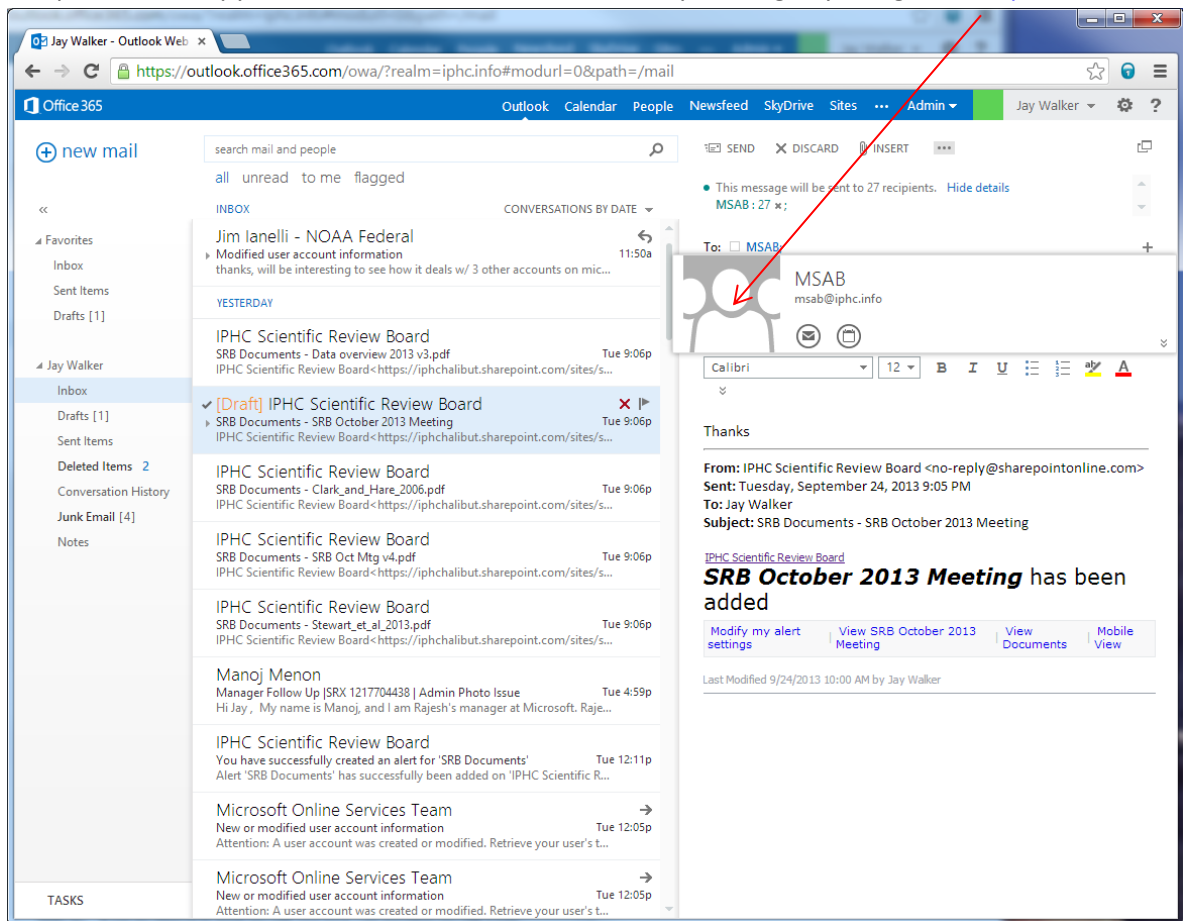 Jay Walker - Outlook Web
https://outlook.office365.com/owa/?realm=iphc.info#modurl=0&path=/mail
Office 365
Outlook Calendar People Newsfeed SkyDrive Sites ... Admin
Jay Walker
?
new mail
«
Favorites
Inbox
Sent Items
Drafts [1]
Jay Walker
Inbox
Drafts [1]
Sent Items
Deleted Items 2
Conversation History
Junk Email [4]
Notes
TASKS
search mail and people
all unread to me flagged
INBOX CONVERSATIONS BY DATE
Jim Ianelli - NOAA Federal
Modified user account information 11:50a
thanks, will be interesting to see how it deals w/ 3 other accounts on mic...
YESTERDAY
IPHC Scientific Review Board
SRB Documents - Data overview 2013 v3.pdf Tue 9:06p
IPHC Scientific Review Board<https://iphchalibut.sharepoint.com/sites/s...
[Draft] IPHC Scientific Review Board
SRB Documents - SRB October 2013 Meeting Tue 9:06p
IPHC Scientific Review Board<https://iphchalibut.sharepoint.com/sites/s...
IPHC Scientific Review Board
SRB Documents - Clark_and_Hare_2006.pdf Tue 9:06p
IPHC Scientific Review Board<https://iphchalibut.sharepoint.com/sites/s...
IPHC Scientific Review Board
SRB Documents - SRB Oct Mtg v4.pdf Tue 9:06p
IPHC Scientific Review Board<https://iphchalibut.sharepoint.com/sites/s...
IPHC Scientific Review Board
SRB Documents - Stewart_et_al_2013.pdf Tue 9:06p
IPHC Scientific Review Board<https://iphchalibut.sharepoint.com/sites/s...
Manoj Menon
Manager Follow Up |SRX 1217704438 | Admin Photo Issue Tue 4:59p
Hi Jay , My name is Manoj, and I am Rajesh's manager at Microsoft. Raje...
IPHC Scientific Review Board
You have successfully created an alert for 'SRB Documents' Tue 12:11p
Alert 'SRB Documents' has successfully been added on 'IPHC Scientific R...
Microsoft Online Services Team
New or modified user account information Tue 12:05p
Attention: A user account was created or modified. Retrieve your user's t...
Microsoft Online Services Team
New or modified user account information Tue 12:05p
Attention: A user account was created or modified. Retrieve your user's t...
SEND DISCARD INSERT ...
This message will be sent to 27 recipients. Hide details
MSAB : 27 × ;
To: MSAB;
MSAB
msab@iphc.info
Calibri 12 B I U ab A
Thanks
From: IPHC Scientific Review Board <no-reply@sharepointonline.com>
Sent: Tuesday, September 24, 2013 9:05 PM
To: Jay Walker
Subject: SRB Documents - SRB October 2013 Meeting
IPHC Scientific Review Board
SRB October 2013 Meeting has been
added
Modify my alert | View SRB October 2013 | View | Mobile
settings Meeting Documents View
Last Modified 9/24/2013 10:00 AM by Jay Walker